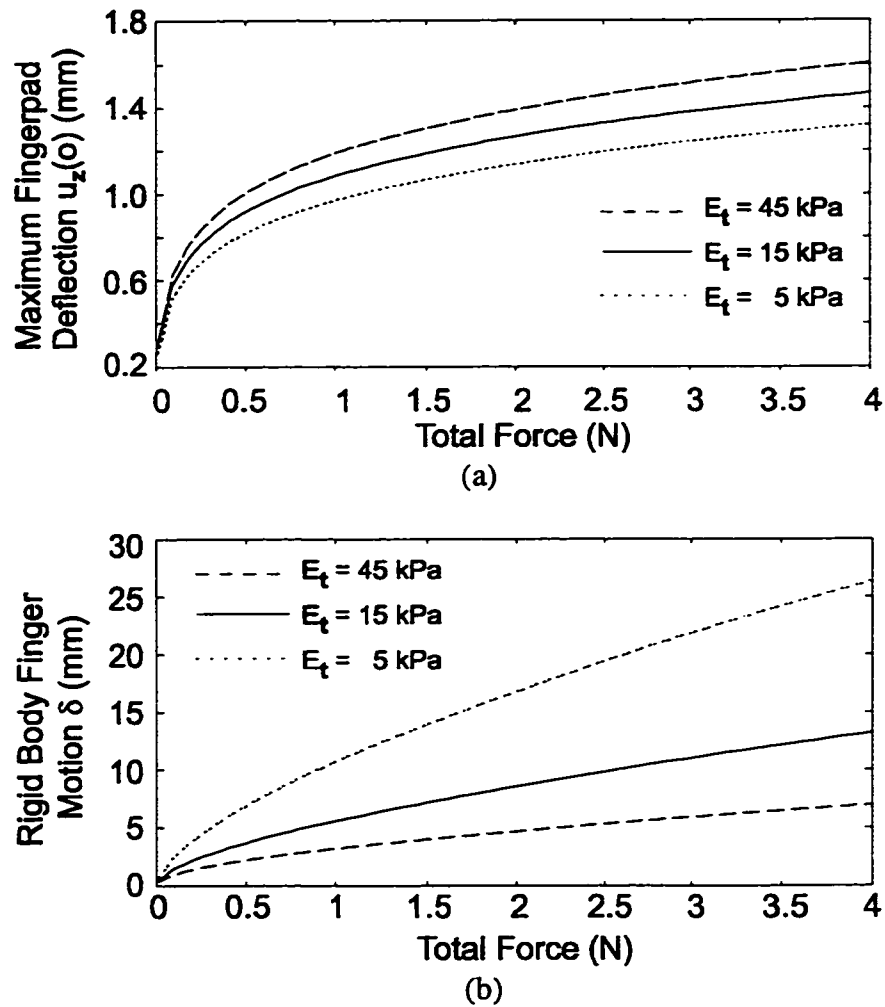 Maximum Fingerpad
Deflection u_z(o) (mm)
1.8
1.4
1.0
0.6
0.2
E_t = 45 kPa
E_t = 15 kPa
E_t = 5 kPa
0 0.5 1 1.5 2 2.5 3 3.5 4
Total Force (N)
(a)
Rigid Body Finger
Motion δ (mm)
30
25
20
15
10
5
0
E_t = 45 kPa
E_t = 15 kPa
E_t = 5 kPa
0 0.5 1 1.5 2 2.5 3 3.5 4
Total Force (N)
(b)